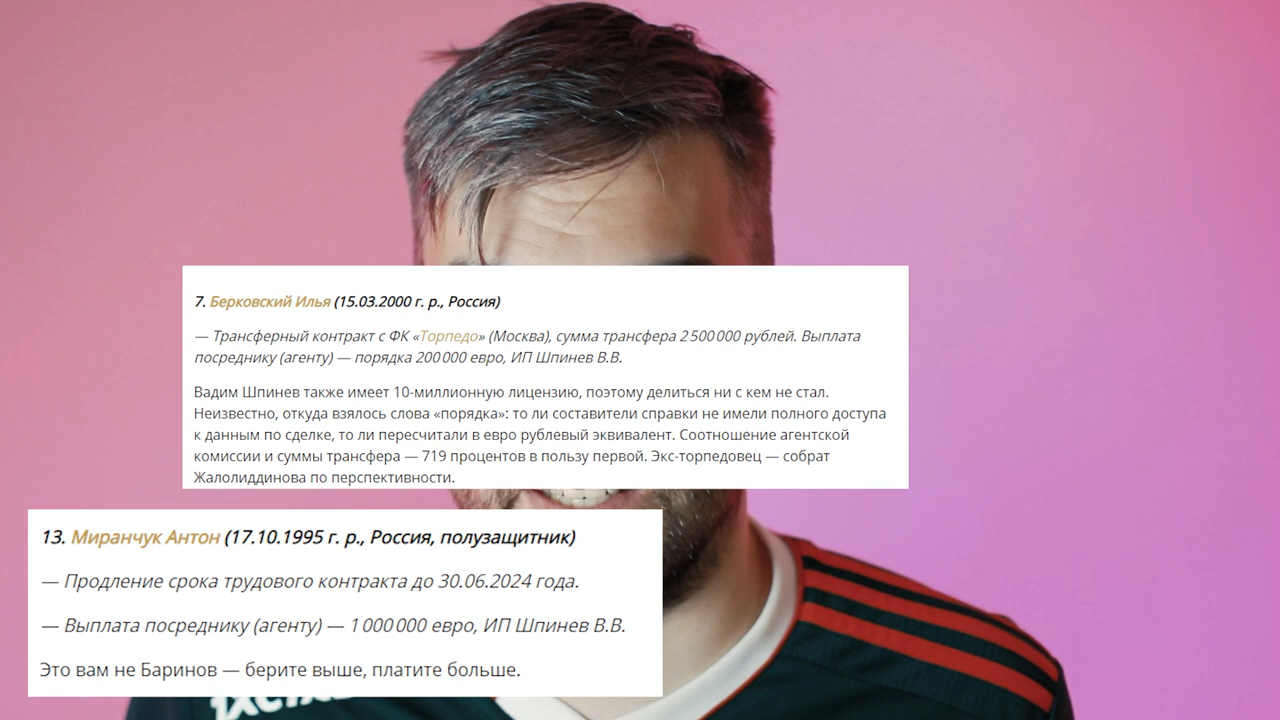 7. Берковский Илья (15.03.2000 г. р., Россия)
— Трансферный контракт с ФК «Торпедо» (Москва), сумма трансфера 2 500 000 рублей. Выплата
посреднику (агенту) — порядка 200 000 евро, ИП Шпинев В.В.
Вадим Шпинев также имеет 10-миллионную лицензию, поэтому делиться ни с кем не стал.
Неизвестно, откуда взялось слова «порядка»: то ли составители справки не имели полного доступа
к данным по сделке, то ли пересчитали в евро рублевый эквивалент. Соотношение агентской
комиссии и суммы трансфера — 719 процентов в пользу первой. Экс-торпедовец — собрат
Жалолиддинова по перспективности.
13. Миранчук Антон (17.10.1995 г. р., Россия, полузащитник)
— Продление срока трудового контракта до 30.06.2024 года.
— Выплата посреднику (агенту) — 1 000 000 евро, ИП Шпинев В.В.
Это вам не Баринов — берите выше, платите больше.